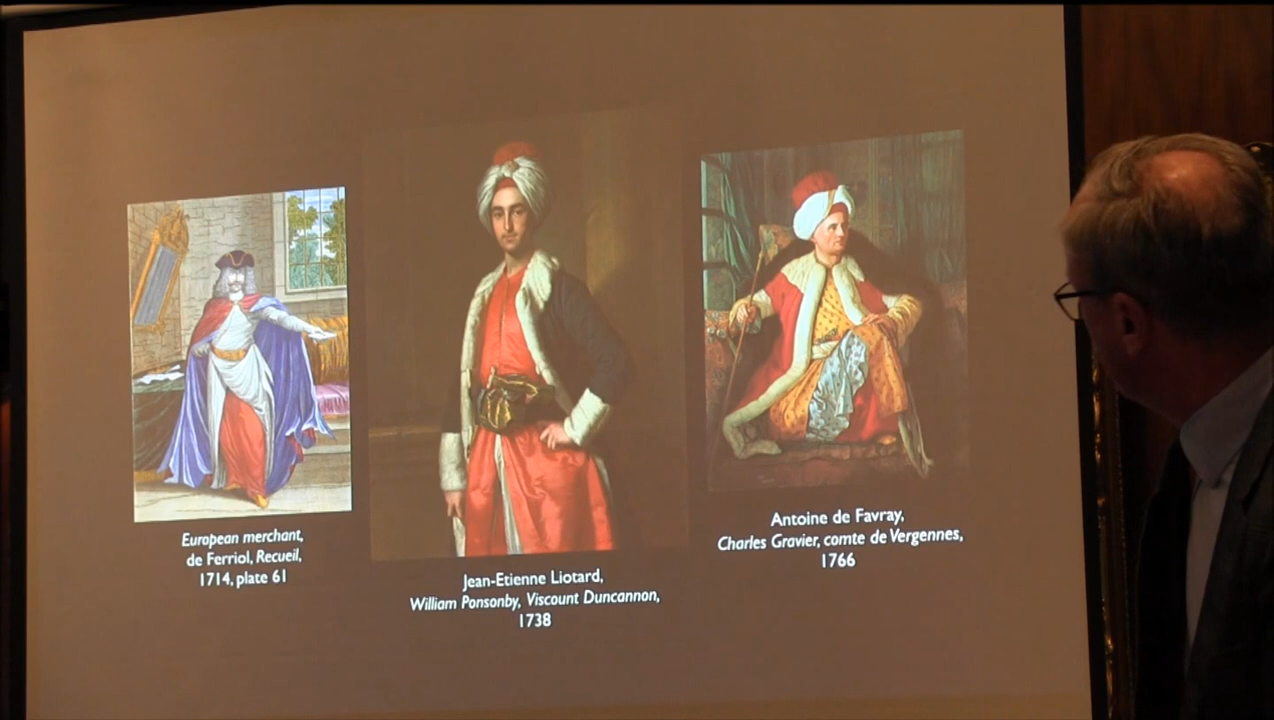 European merchant,
de Ferriol, Recueil,
1714, plate 61
Jean-Etienne Liotard,
William Ponsonby, Viscount Duncannon,
1738
Antoine de Favray,
Charles Gravier, comte de Vergennes,
1766